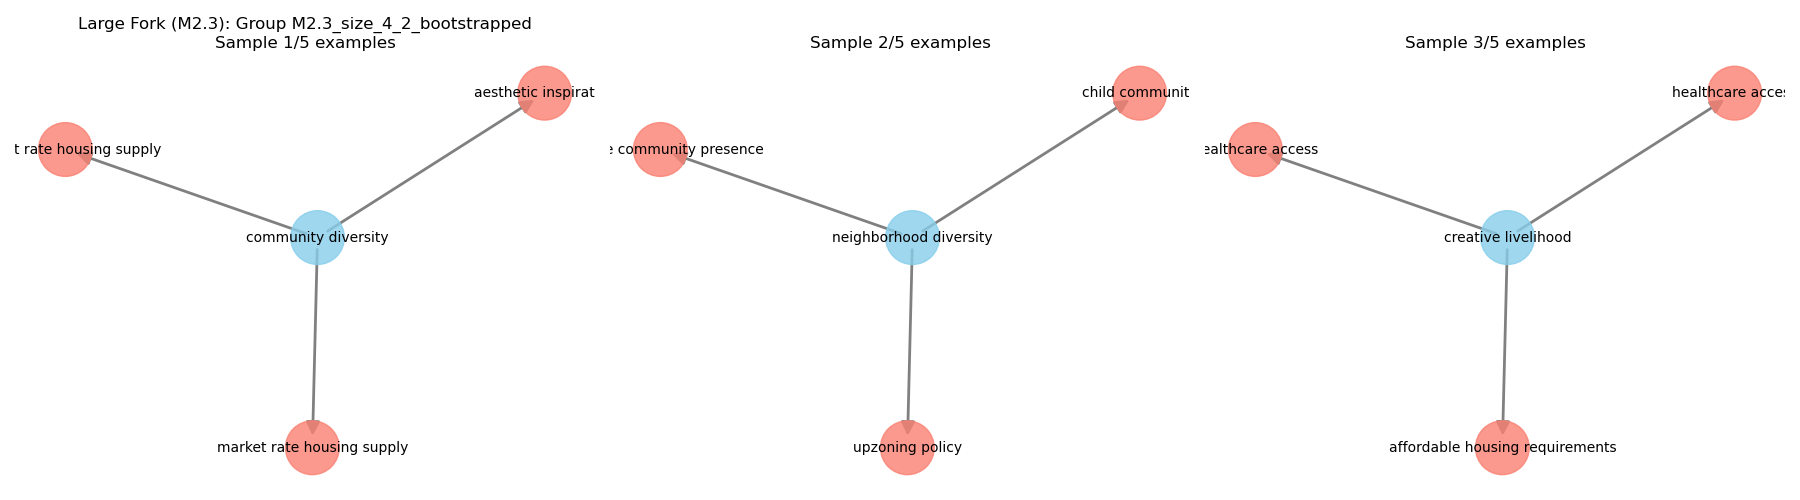 Large Fork (M2.3): Group M2.3_size_4_2_bootstrapped
Sample 1/5 examples
aesthetic inspirat
t rate housing supply
community diversity
market rate housing supply
Sample 2/5 examples
child communit
community presence
neighborhood diversity
upzoning policy
Sample 3/5 examples
healthcare acces
ealthcare access
creative livelihood
affordable housing requirements